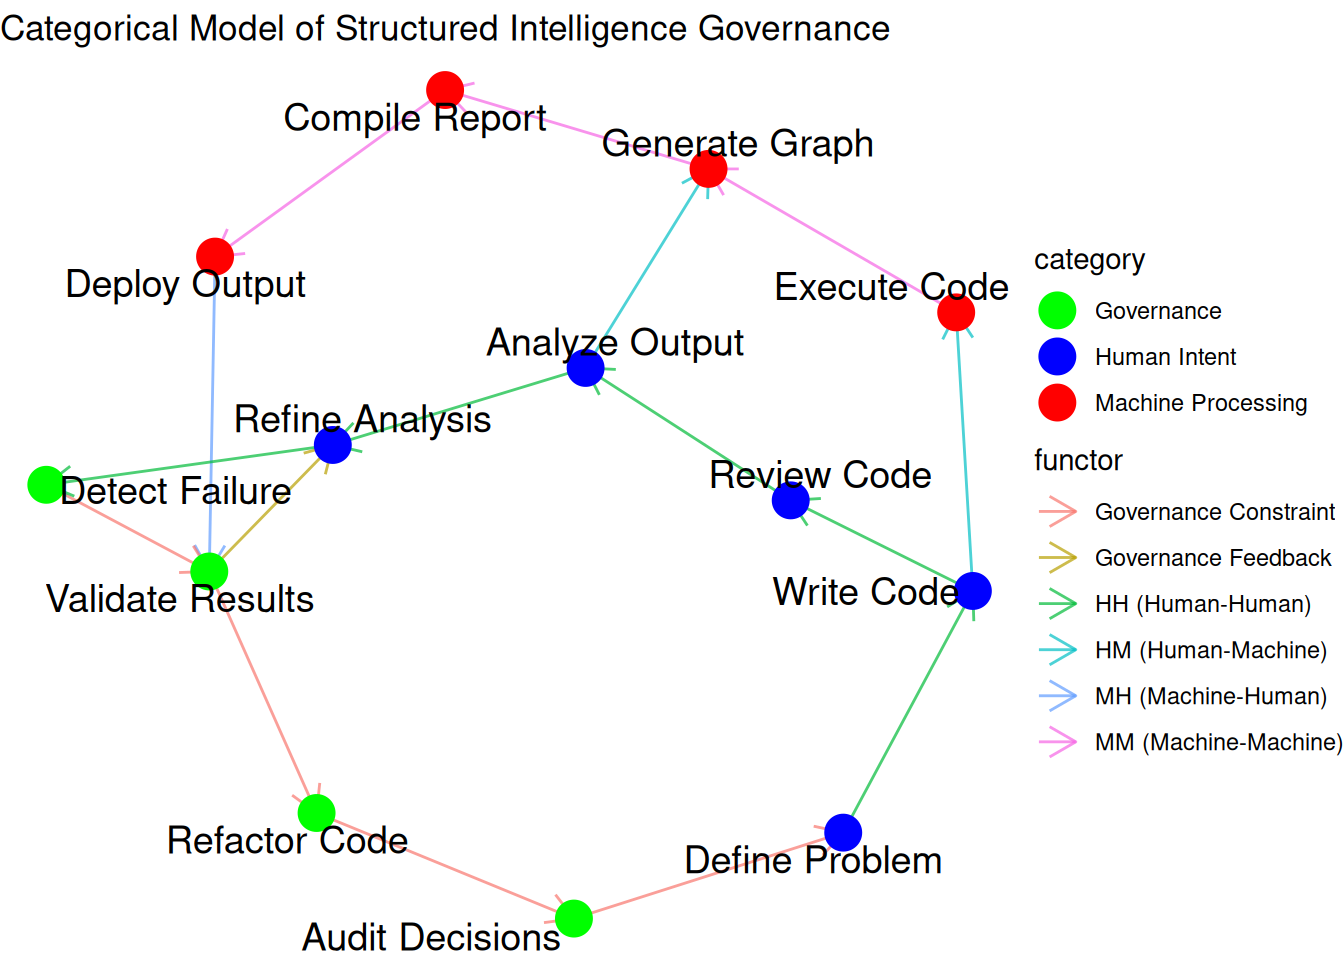 Categorical Model of Structured Intelligence Governance
Compile Report
Generate Graph
Deploy Output
Execute Code
Analyze Output
Refine Analysis
Detect Failure
Review Code
Validate Results
Write Code
Refactor Code
Define Problem
Audit Decisions
category
Governance
Human Intent
Machine Processing
functor
Governance Constraint
Governance Feedback
HH (Human-Human)
HM (Human-Machine)
MH (Machine-Human)
MM (Machine-Machine)